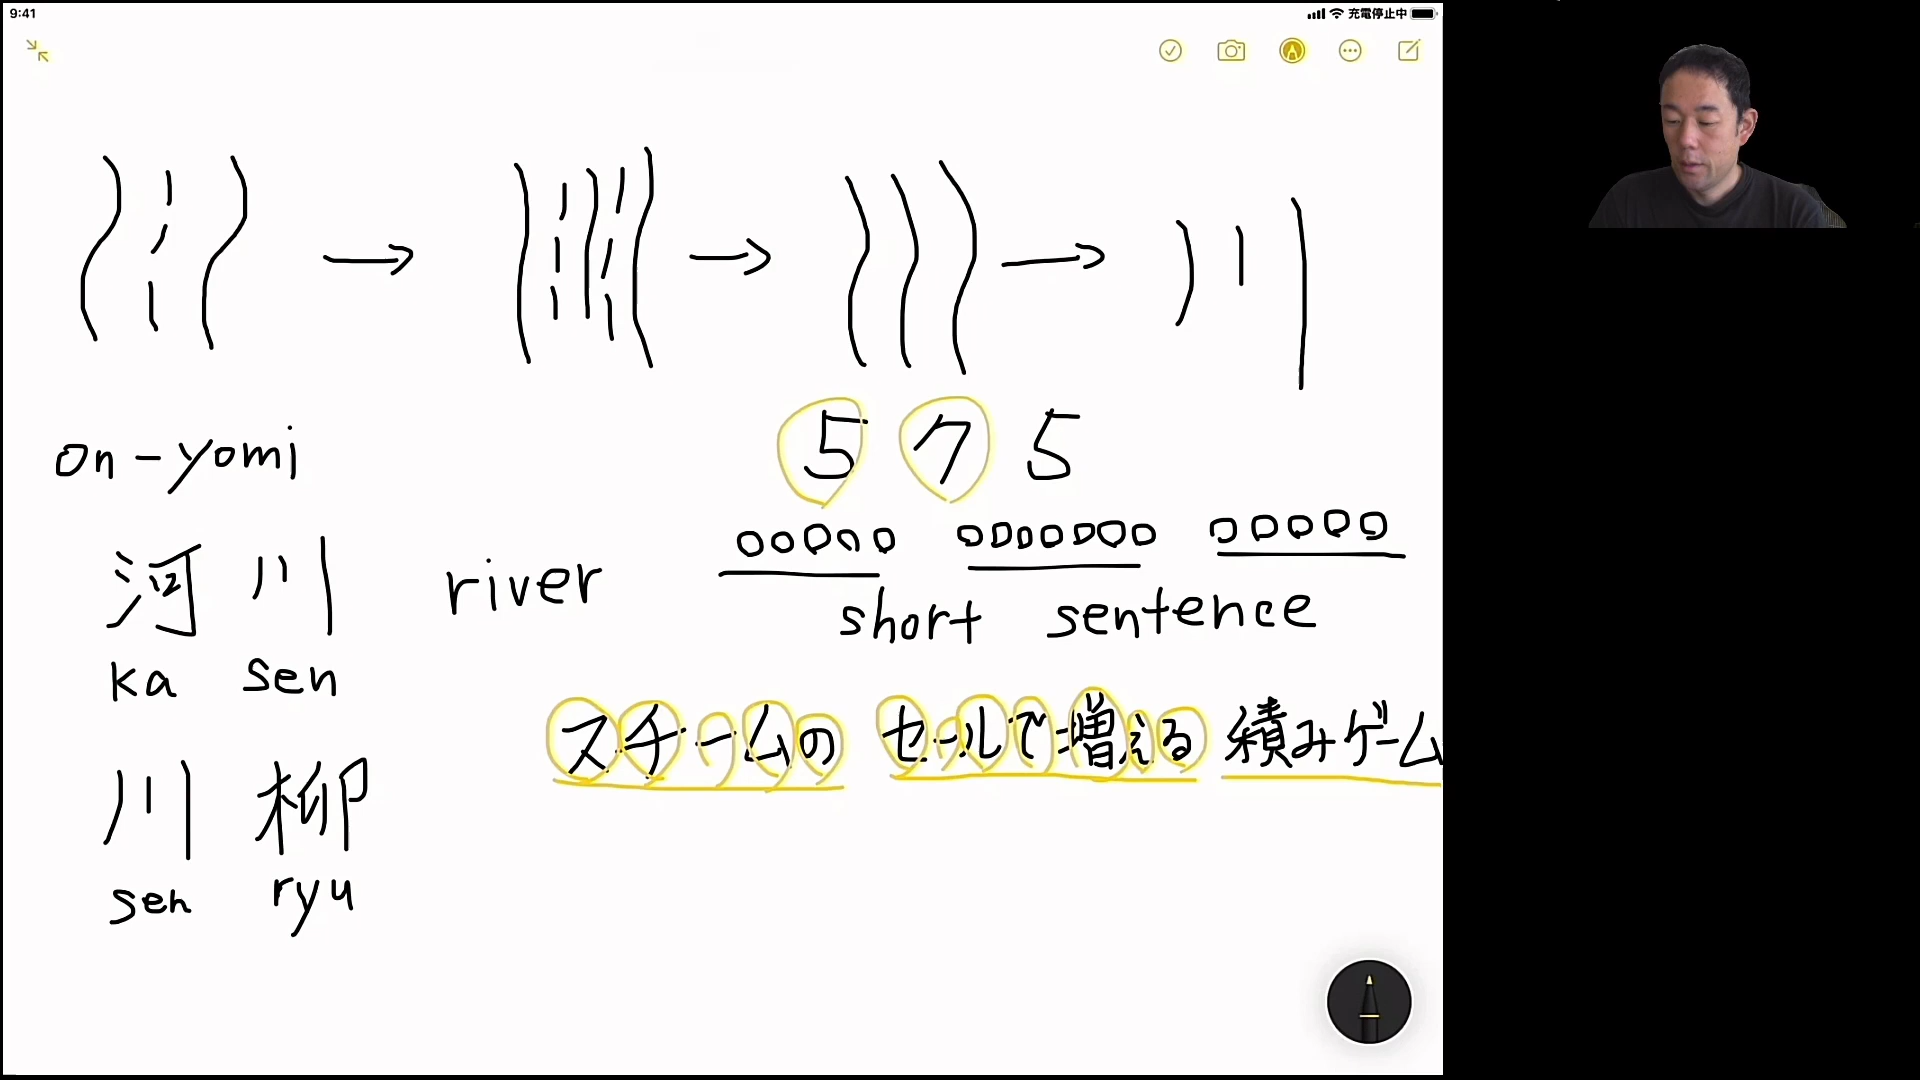 9:41 充電停止中
on-yomi
5 7 5
河川 river
ka sen
short sentence
スチームの セールで増える 積みゲーム
川柳
sen ryu